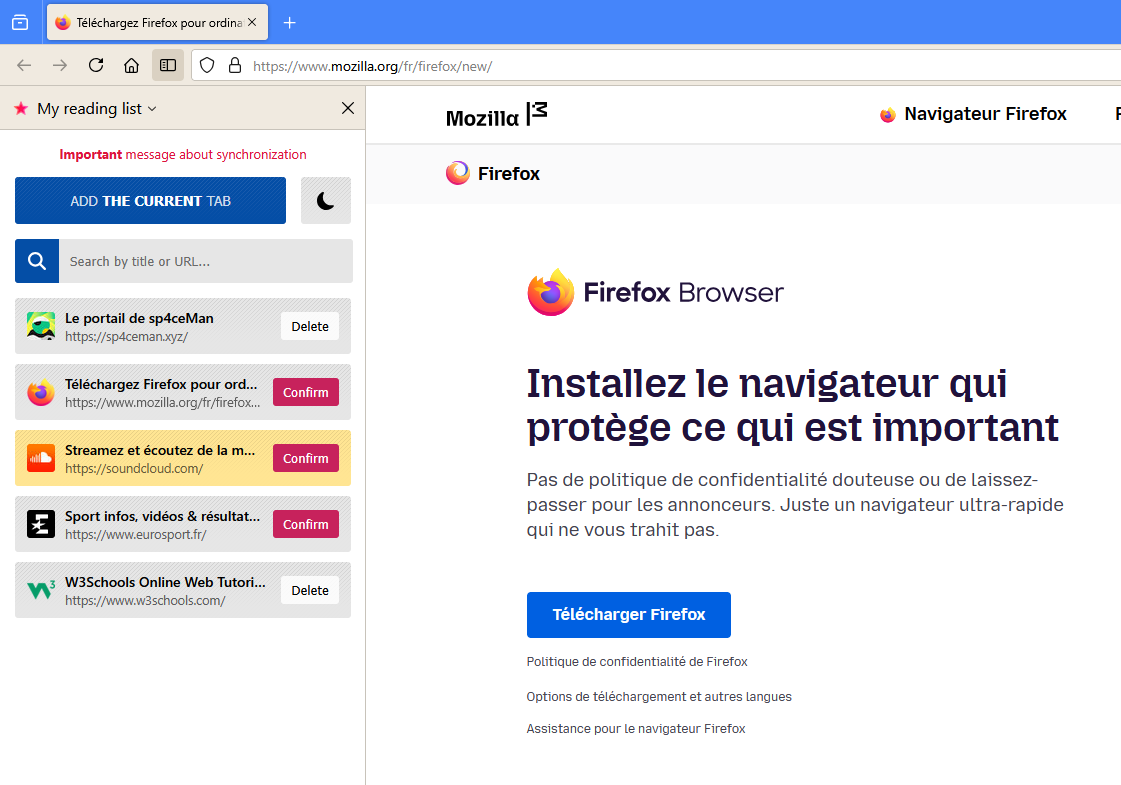 Téléchargez Firefox pour ordina
https://www.mozilla.org/fr/firefox/new/
My reading list
Important message about synchronization
ADD THE CURRENT TAB
Search by title or URL...
Le portail de sp4ceMan
https://sp4ceman.xyz/
Delete
Téléchargez Firefox pour ord...
https://www.mozilla.org/fr/firefox...
Confirm
Streamez et écoutez de la m...
https://soundcloud.com/
Confirm
Sport infos, vidéos & résultat...
https://www.eurosport.fr/
Confirm
W3Schools Online Web Tutori...
https://www.w3schools.com/
Delete
Mozilla
Navigateur Firefox
Firefox
Firefox Browser
Installez le navigateur qui
protège ce qui est important
Pas de politique de confidentialité douteuse ou de laissez-
passer pour les annonceurs. Juste un navigateur ultra-rapide
qui ne vous trahit pas.
Télécharger Firefox
Politique de confidentialité de Firefox
Options de téléchargement et autres langues
Assistance pour le navigateur Firefox